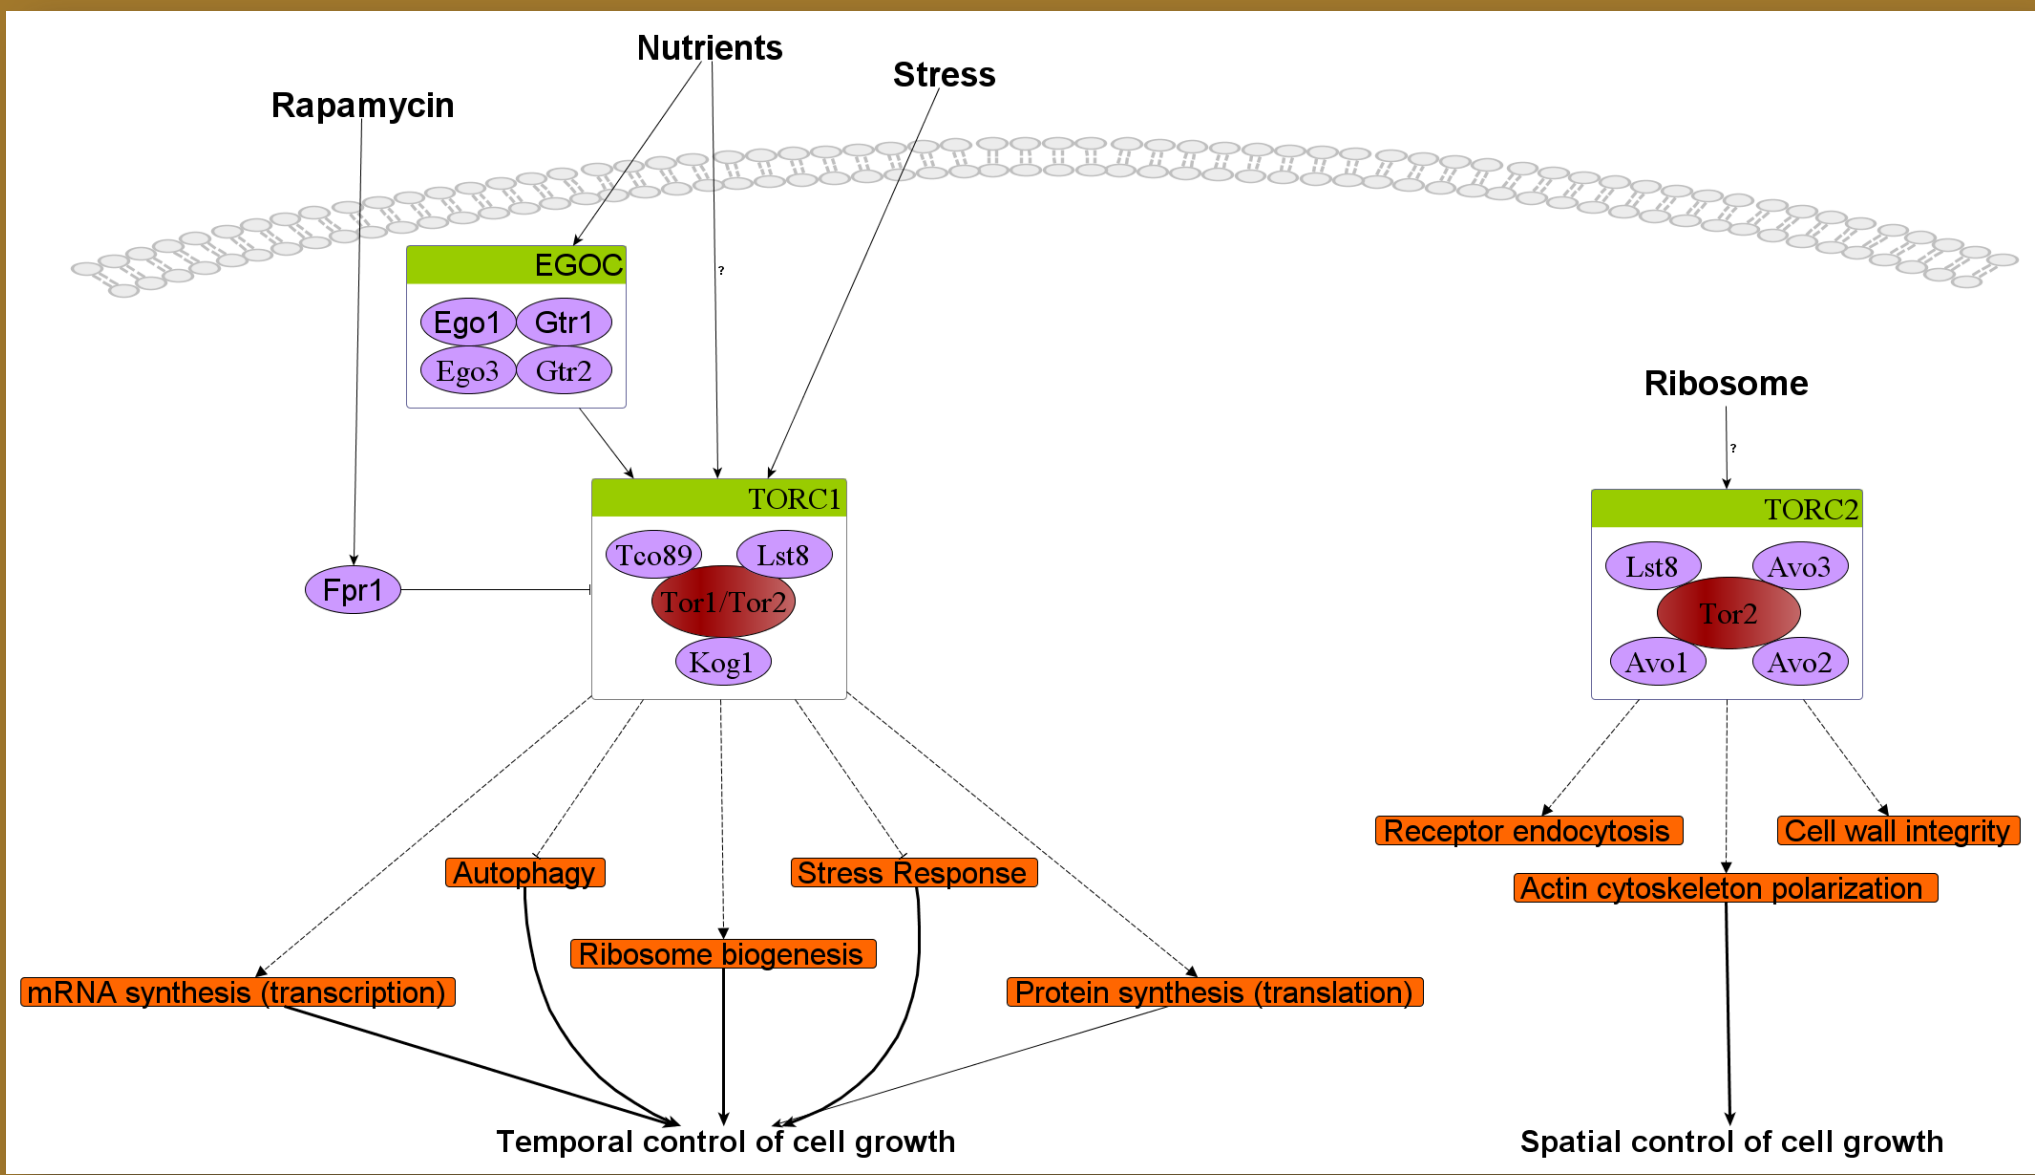 Nutrients
Stress
Rapamycin
EGOC
?
Ego1 Gtr1
Ego3 Gtr2
Ribosome
?
TORC1
TORC2
Tco89 Lst8
Lst8 Avo3
Fpr1
Tor1/Tor2
Tor2
Kog1
Avo1 Avo2
Receptor endocytosis
Cell wall integrity
Autophagy
Stress Response
Actin cytoskeleton polarization
Ribosome biogenesis
mRNA synthesis (transcription)
Protein synthesis (translation)
Temporal control of cell growth
Spatial control of cell growth